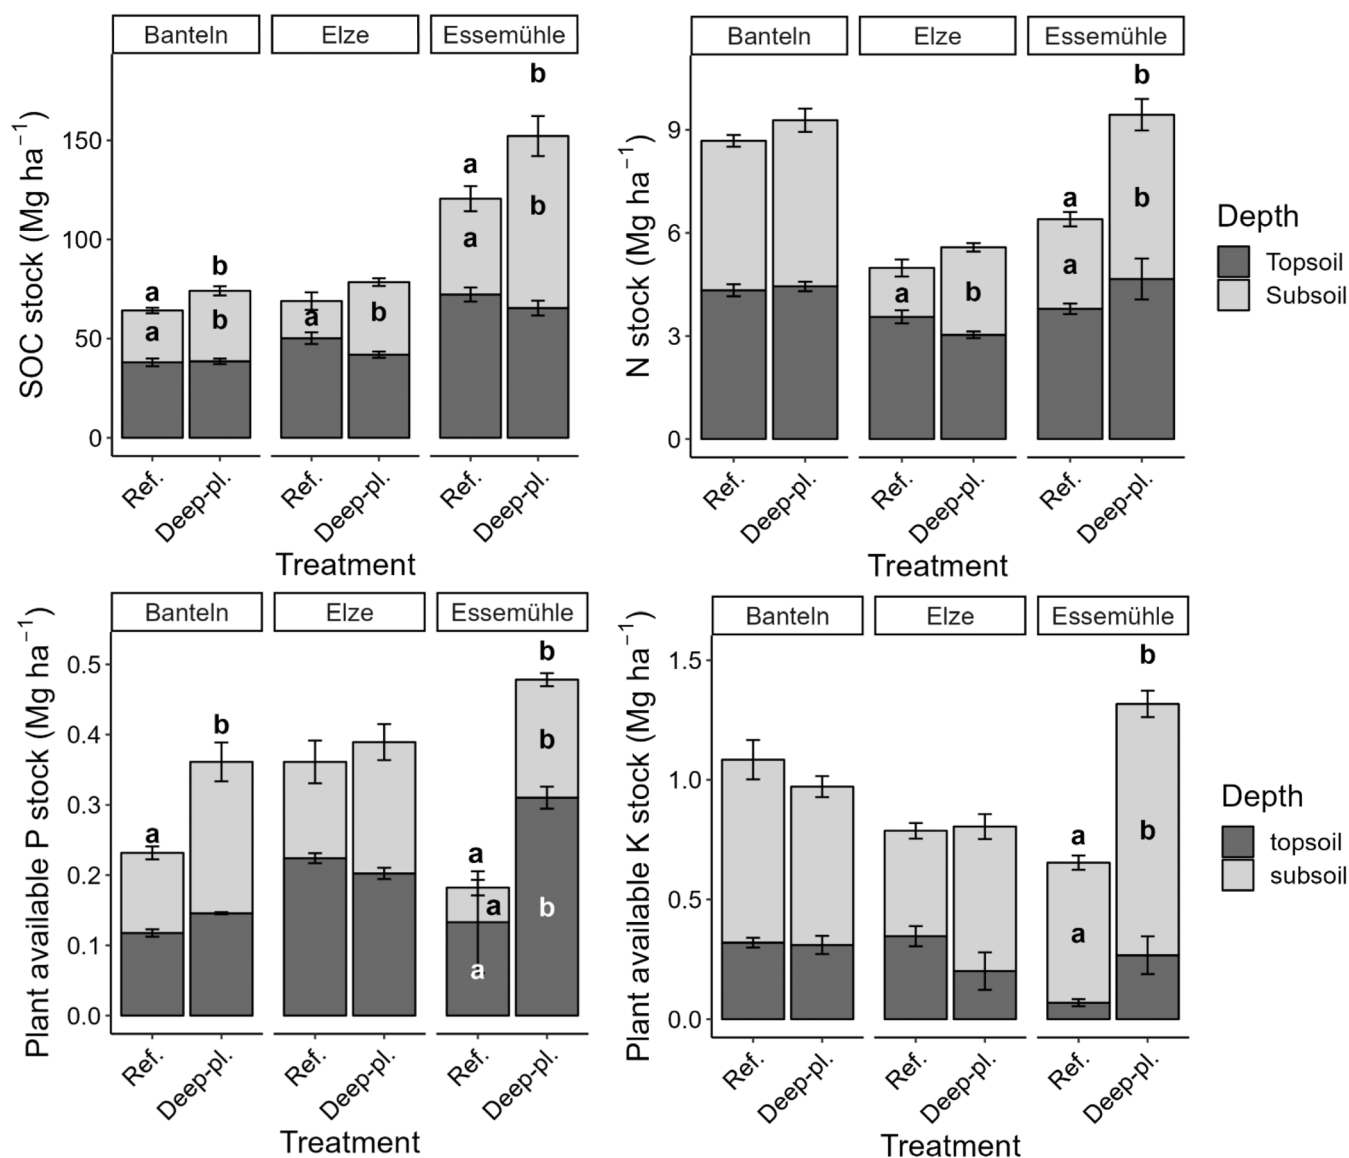 Banteln Elze Essemühle
SOC stock (Mg ha⁻¹)
150
100
50
0
a b a b a b
a b a b
Ref. Deep-pl. Ref. Deep-pl. Ref. Deep-pl.
Treatment
Banteln Elze Essemühle
N stock (Mg ha⁻¹)
9
6
3
0
a b a b
a b
Ref. Deep-pl. Ref. Deep-pl. Ref. Deep-pl.
Treatment
Depth
Topsoil
Subsoil
Banteln Elze Essemühle
Plant available P stock (Mg ha⁻¹)
0.5
0.4
0.3
0.2
0.1
0.0
a b a b
a b
a b
Ref. Deep-pl. Ref. Deep-pl. Ref. Deep-pl.
Treatment
Banteln Elze Essemühle
Plant available K stock (Mg ha⁻¹)
1.5
1.0
0.5
0.0
a b
a b
Ref. Deep-pl. Ref. Deep-pl. Ref. Deep-pl.
Treatment
Depth
topsoil
subsoil